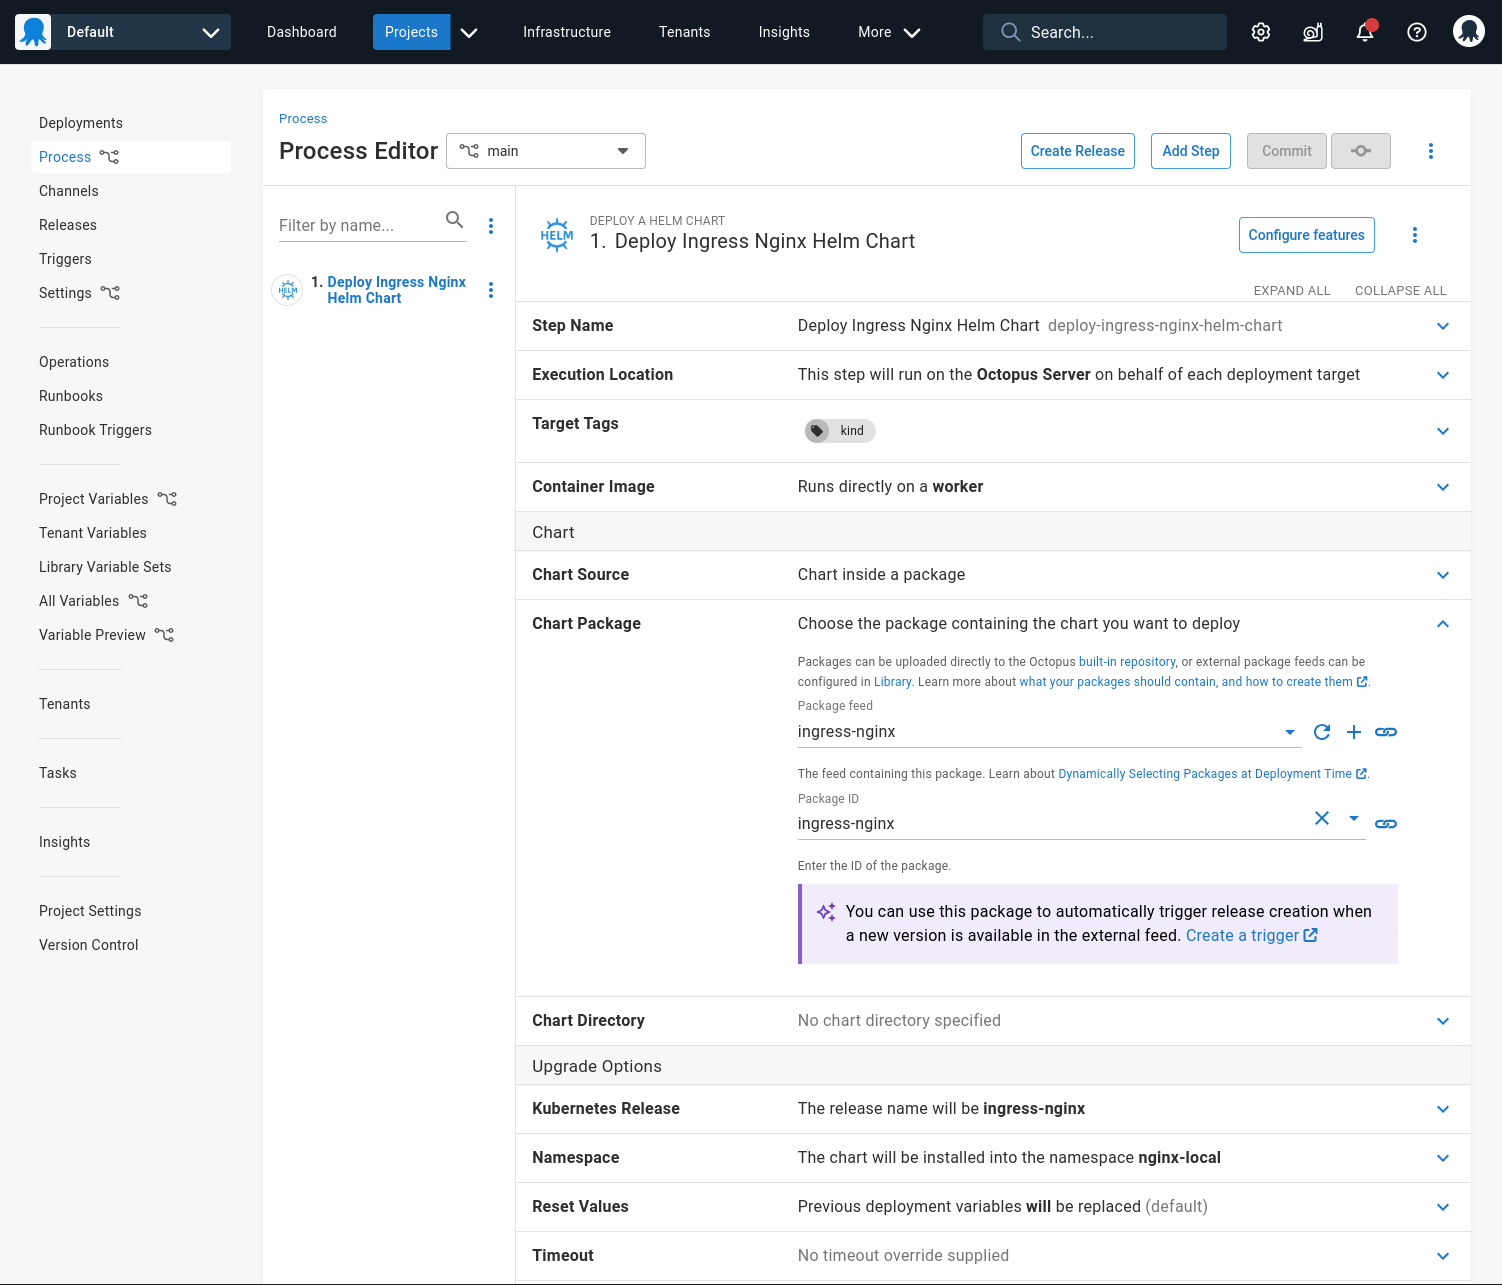 Default
Dashboard
Projects
Infrastructure
Tenants
Insights
More
Search...
Deployments
Process
Channels
Releases
Triggers
Settings
Operations
Runbooks
Runbook Triggers
Project Variables
Tenant Variables
Library Variable Sets
All Variables
Variable Preview
Tenants
Tasks
Insights
Project Settings
Version Control
Process
Process Editor
main
Create Release
Add Step
Commit
Filter by name...
HELM
1. Deploy Ingress Nginx
Helm Chart
HELM
DEPLOY A HELM CHART
1. Deploy Ingress Nginx Helm Chart
Configure features
EXPAND ALL
COLLAPSE ALL
Step Name
Deploy Ingress Nginx Helm Chart deploy-ingress-nginx-helm-chart
Execution Location
This step will run on the Octopus Server on behalf of each deployment target
Target Tags
kind
Container Image
Runs directly on a worker
Chart
Chart Source
Chart inside a package
Chart Package
Choose the package containing the chart you want to deploy
Packages can be uploaded directly to the Octopus built-in repository, or external package feeds can be
configured in Library. Learn more about what your packages should contain, and how to create them.
Package feed
ingress-nginx
The feed containing this package. Learn about Dynamically Selecting Packages at Deployment Time.
Package ID
ingress-nginx
Enter the ID of the package.
You can use this package to automatically trigger release creation when
a new version is available in the external feed. Create a trigger
Chart Directory
No chart directory specified
Upgrade Options
Kubernetes Release
The release name will be ingress-nginx
Namespace
The chart will be installed into the namespace nginx-local
Reset Values
Previous deployment variables will be replaced (default)
Timeout
No timeout override supplied